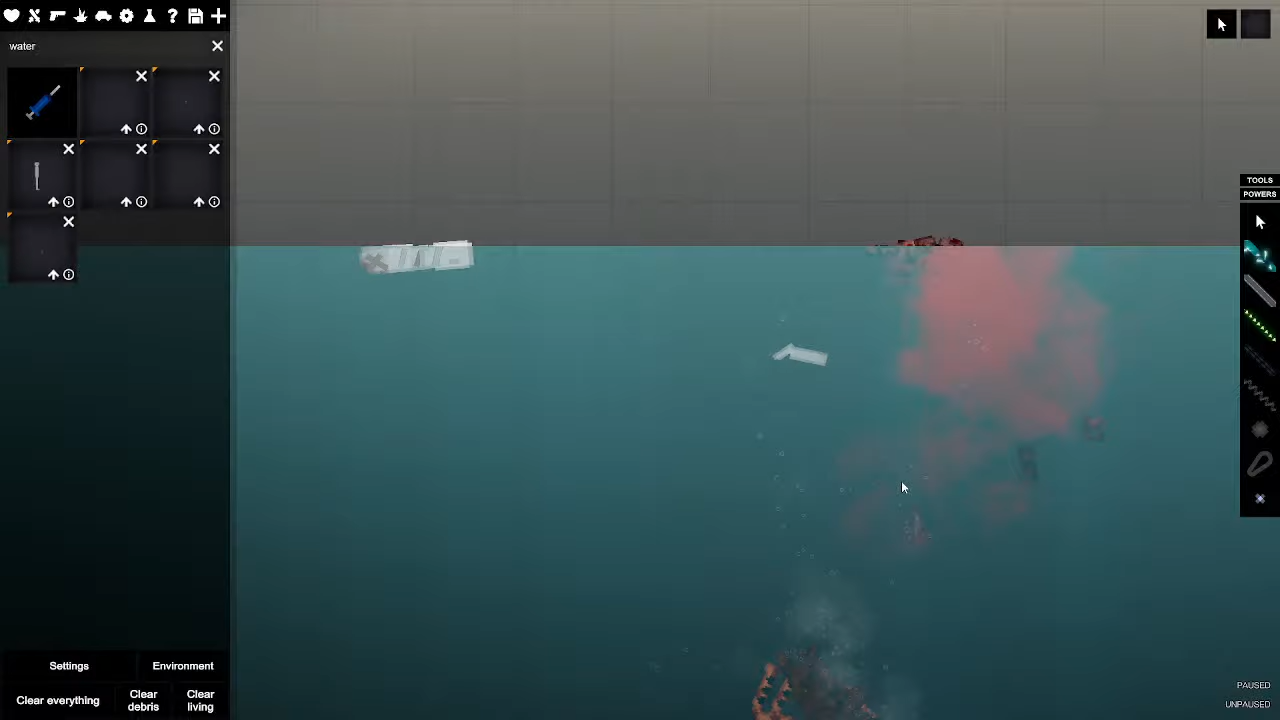 water
TOOLS
POWERS
Settings
Environment
Clear everything
Clear
debris
Clear
living
PAUSED
UNPAUSED